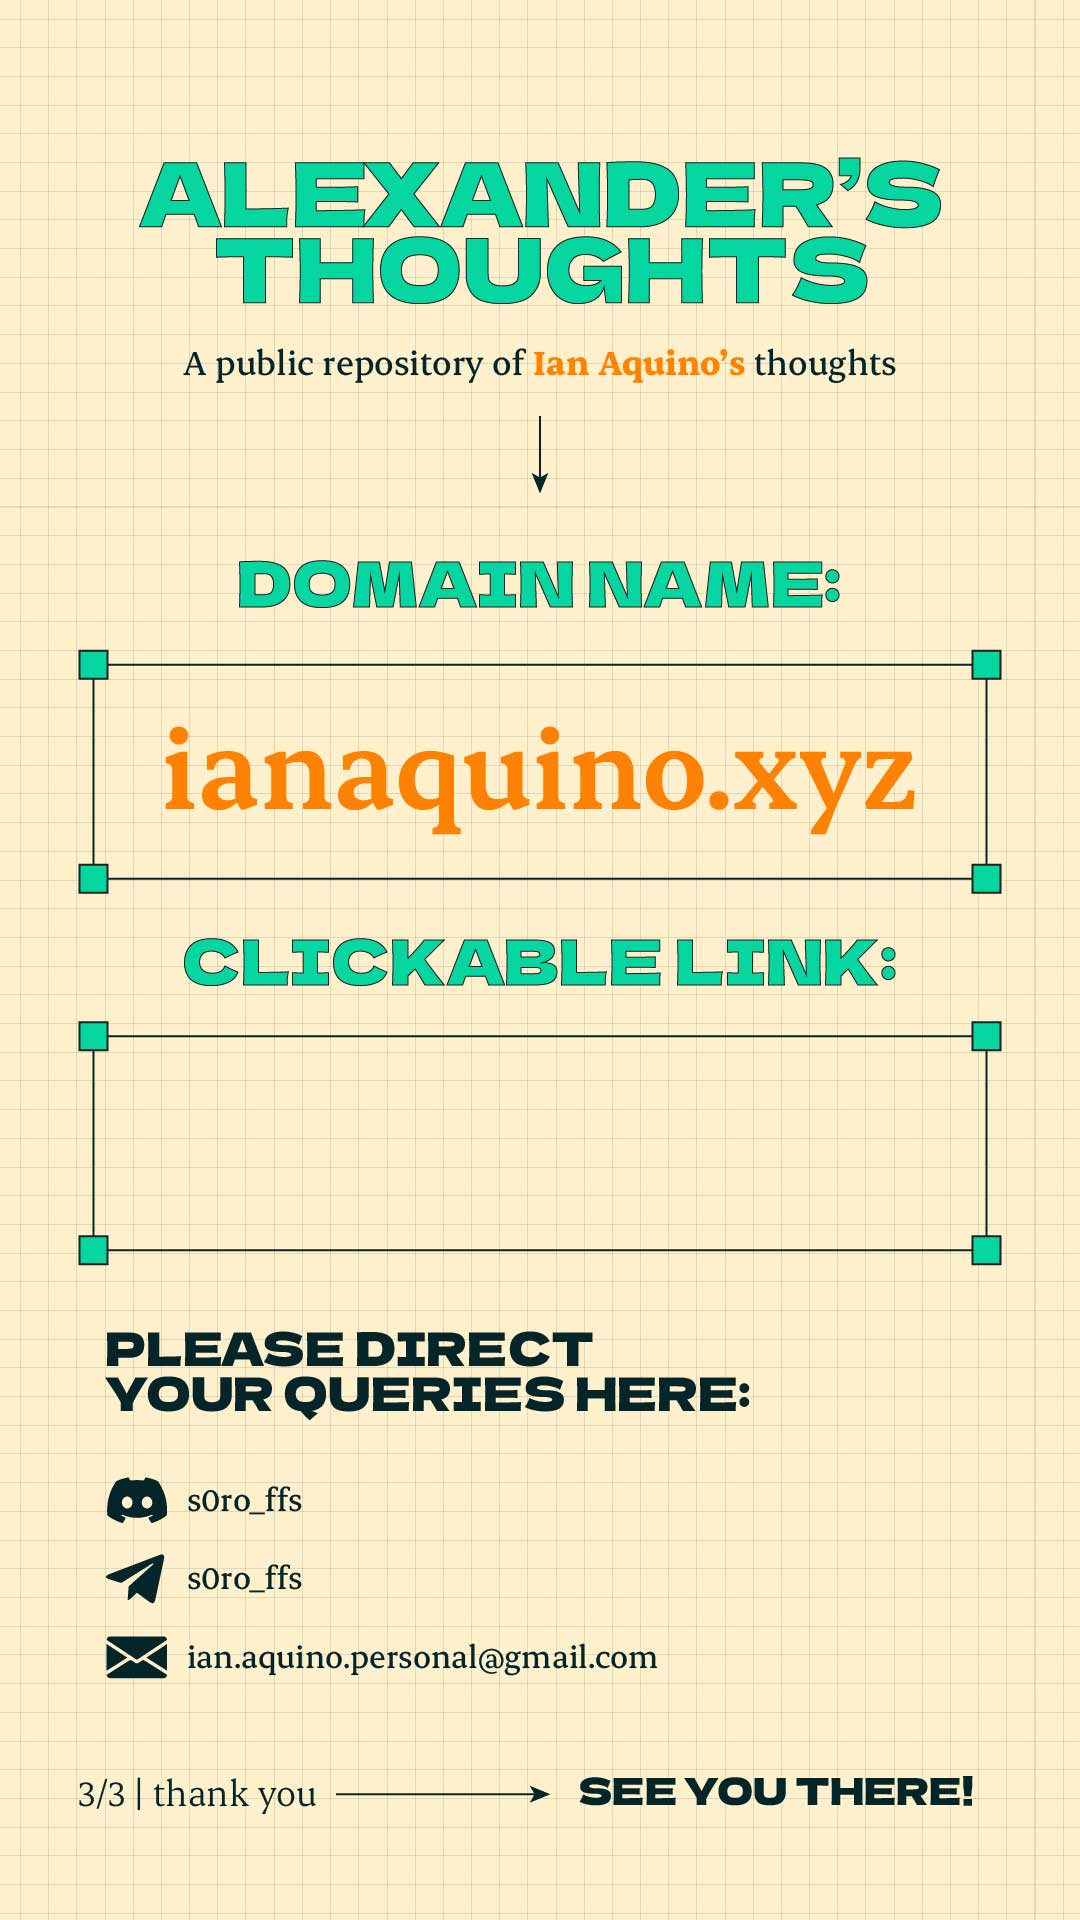 ALEXANDER’S
THOUGHTS
A public repository of Ian Aquino’s thoughts
DOMAIN NAME:
ianaquino.xyz
CLICKABLE LINK:
PLEASE DIRECT
YOUR QUERIES HERE:
s0ro_ffs
s0ro_ffs
ian.aquino.personal@gmail.com
3/3 | thank you
SEE YOU THERE!